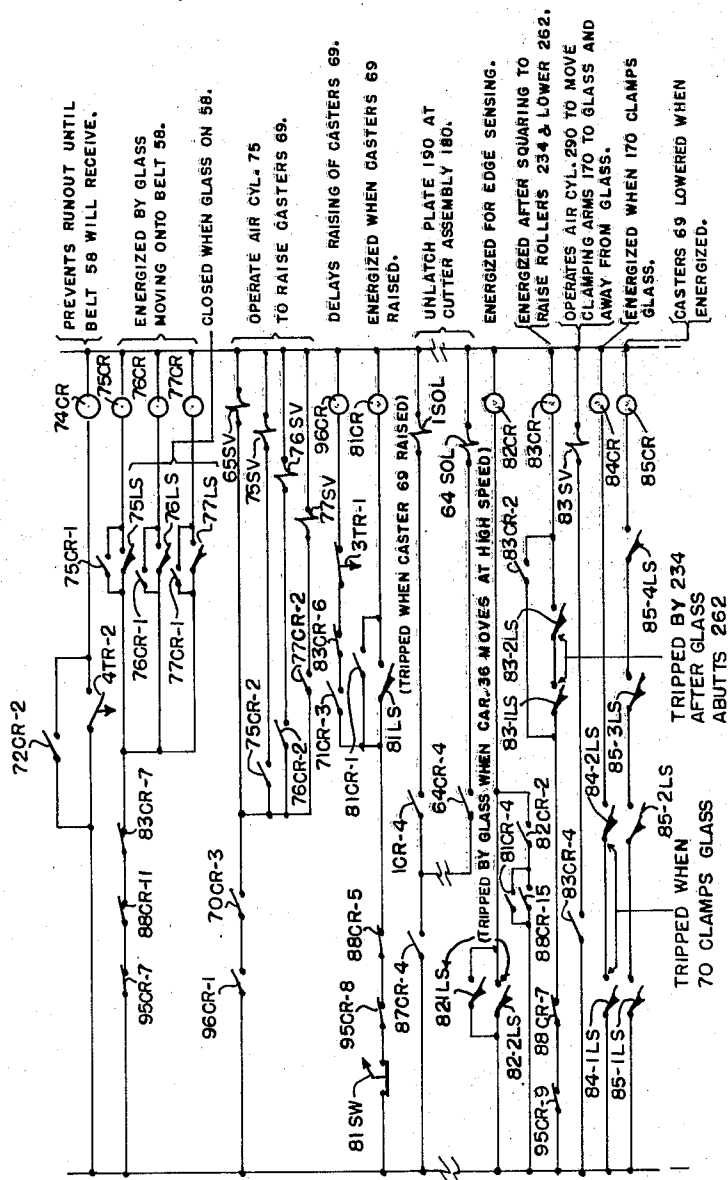 PREVENTS RUNOUT UNTIL
BELT 58 WILL RECEIVE.
ENERGIZED BY GLASS
MOVING ONTO BELT 58.
CLOSED WHEN GLASS ON 58.
OPERATE AIR CYL. 75
TO RAISE CASTERS 69.
DELAYS RAISING OF CASTERS 69.
ENERGIZED WHEN CASTERS 69
RAISED.
UNLATCH PLATE 190 AT
CUTTER ASSEMBLY 180.
ENERGIZED FOR EDGE SENSING.
ENERGIZED AFTER SQUARING TO
RAISE ROLLERS 234 & LOWER 262.
OPERATES AIR CYL. 290 TO MOVE
CLAMPING ARMS 170 TO GLASS AND
AWAY FROM GLASS.
ENERGIZED WHEN 170 CLAMPS
GLASS.
CASTERS 69 LOWERED WHEN
ENERGIZED.
74CR
75CR
76CR
77CR
65SV
75SV
76SV
77SV
96CR
81CR
1SOL
64 SOL
82CR
83CR
83 SV
84CR
85CR
72CR-2
4TR-2
75CR-1
75LS
76CR-1
76LS
77CR-1
77LS
95CR-7
88CR-11
83CR-7
96CR-1
70CR-3
75CR-2
76CR-2
77CR-2
71CR-3
83CR-6
3TR-1
81CR-1
81LS
(TRIPPED WHEN CASTER 69 RAISED)
81 SW
95CR-8
88CR-5
87CR-4
1CR-4
64CR-4
(TRIPPED BY GLASS WHEN CAR. 36 MOVES AT HIGH SPEED)
821LS
82-2LS
81CR-4
88CR-15
82CR-2
95CR-9
88CR-7
83-1LS
83-2LS
83CR-2
83CR-4
84-1LS
84-2LS
85-1LS
85-2LS
85-3LS
85-4LS
TRIPPED WHEN
70 CLAMPS GLASS
TRIPPED BY 234
AFTER GLASS
ABUTTS 262